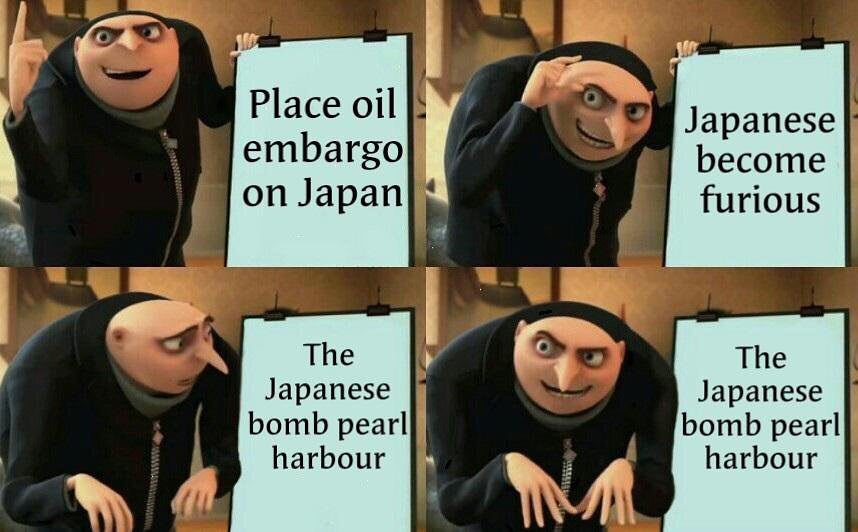 Place oil
embargo
on Japan
Japanese
become
furious
The
Japanese
bomb pearl
harbour
The
Japanese
bomb pearl
harbour